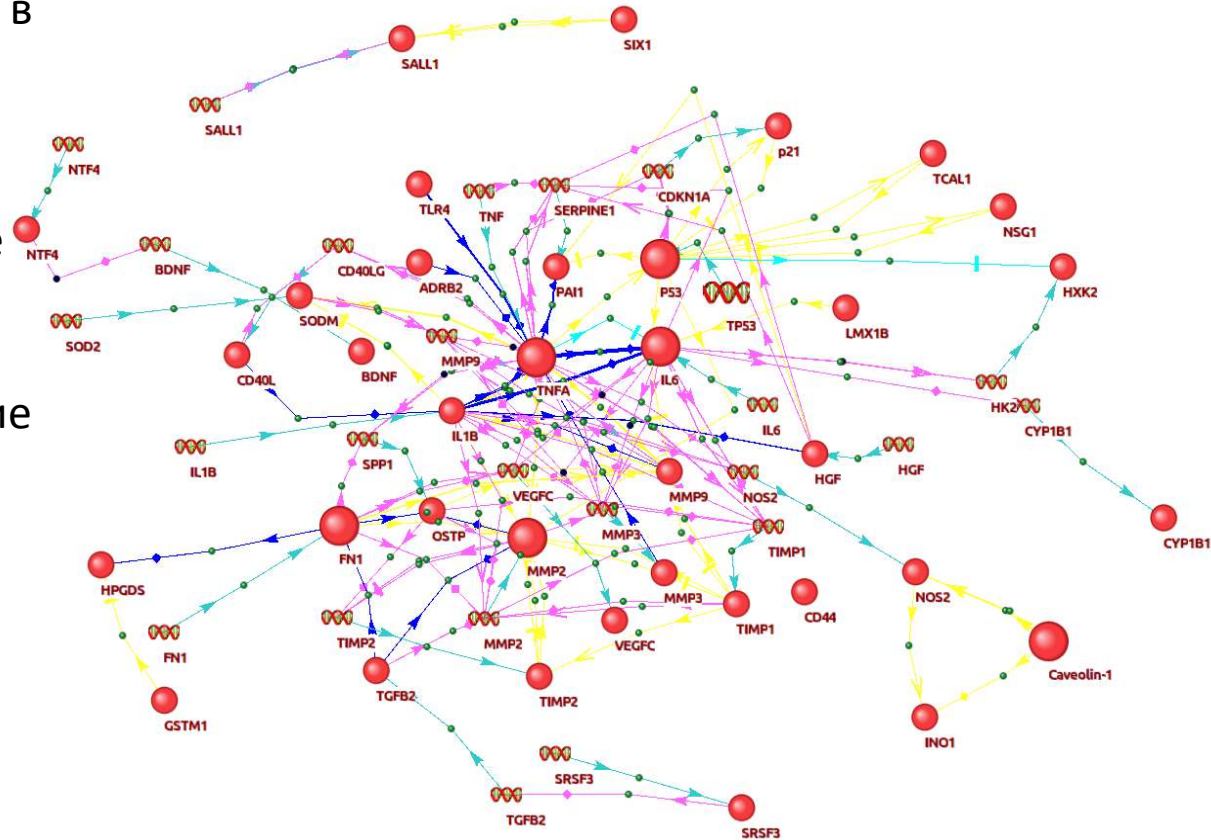 в
SIX1
SALL1
SALL1
NTF4
p21
TCAL1
TLR4
TNF
SERPINE1
CDKN1A
NSG1
е
NTF4
BDNF
CD40LG
ADRB2
PAI1
P53
HXK2
SODM
TP53
LMX1B
SOD2
CD40L
BDNF
MMP9
TNFA
IL6
HK2
ие
IL1B
IL6
CYP1B1
IL1B
SPP1
HGF
HGF
VEGFC
MMP9
NOS2
FN1
OSTP
MMP3
TIMP1
CYP1B1
HPGDS
MMP2
MMP3
CD44
NOS2
TIMP1
FN1
TIMP2
MMP2
VEGFC
Caveolin-1
TGFB2
TIMP2
GSTM1
INO1
SRSF3
TGFB2
SRSF3